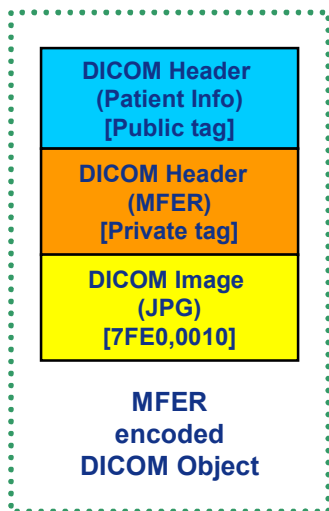 DICOM Header
(Patient Info)
[Public tag]
DICOM Header
(MFER)
[Private tag]
DICOM Image
(JPG)
[7FE0,0010]
MFER
encoded
DICOM Object